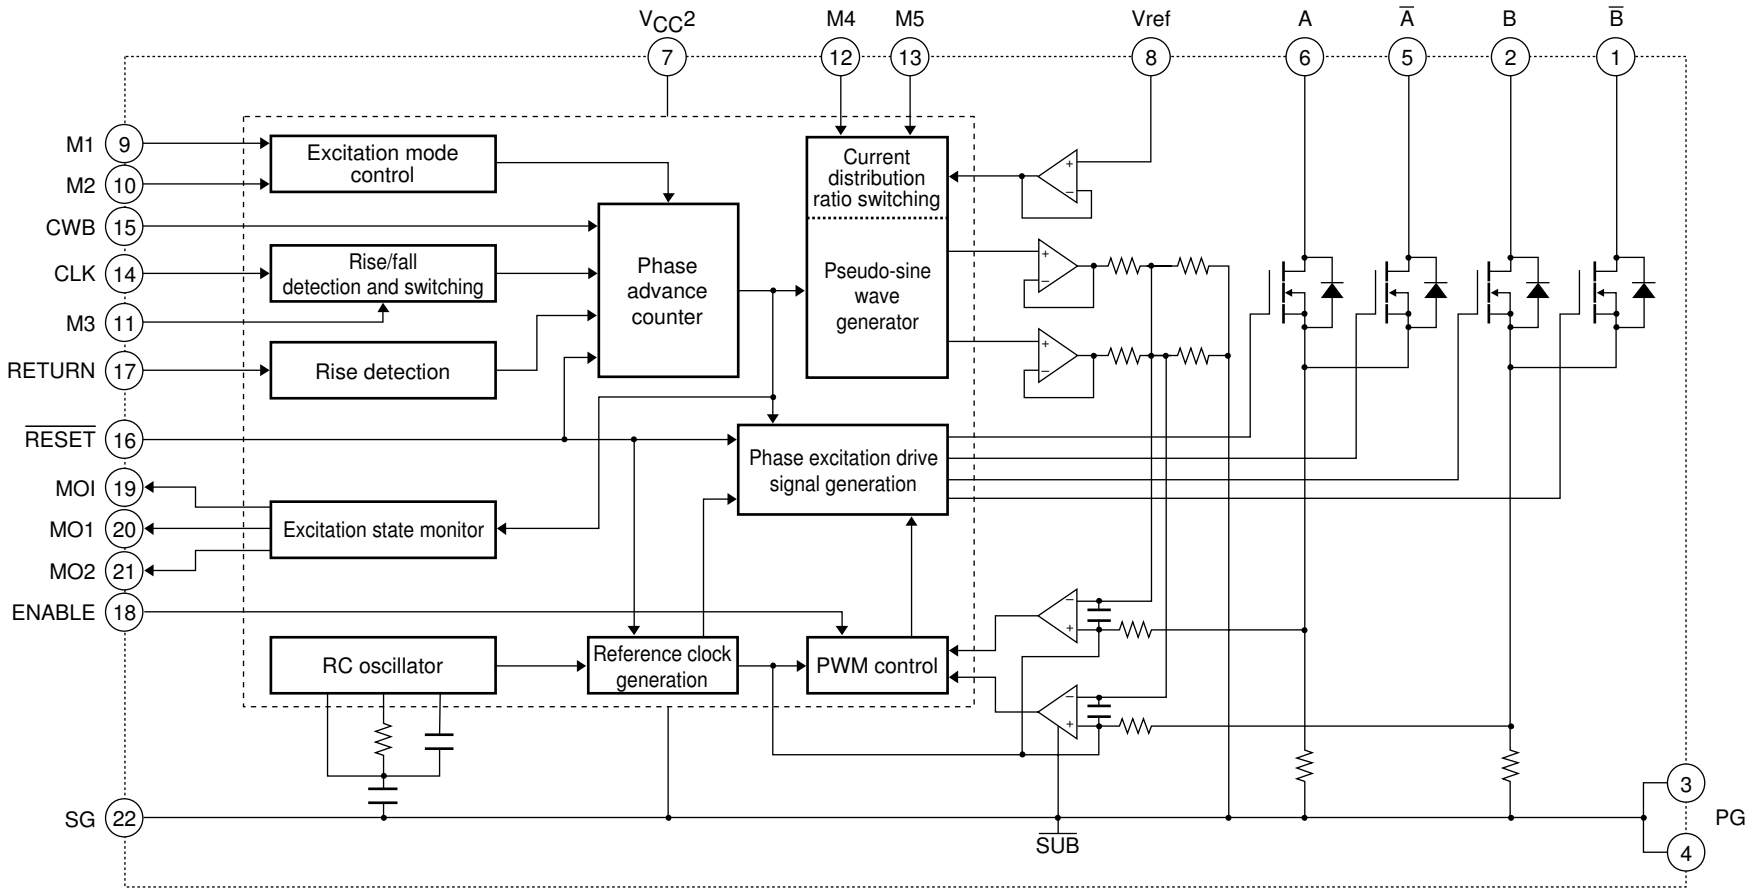 VCC2
M4
M5
Vref
A
A̅
B
B̅
7
12
13
8
6
5
2
1
M1
9
M2
10
CWB
15
CLK
14
M3
11
RETURN
17
R̅E̅S̅E̅T̅
16
MOI
19
MO1
20
MO2
21
ENABLE
18
SG
22
Excitation mode
control
Rise/fall
detection and switching
Rise detection
Phase
advance
counter
Current
distribution
ratio switching
Pseudo-sine
wave
generator
+
−
+
−
+
−
Phase excitation drive
signal generation
Excitation state monitor
RC oscillator
Reference clock
generation
PWM control
−
+
−
+
S̅U̅B̅
3
PG
4